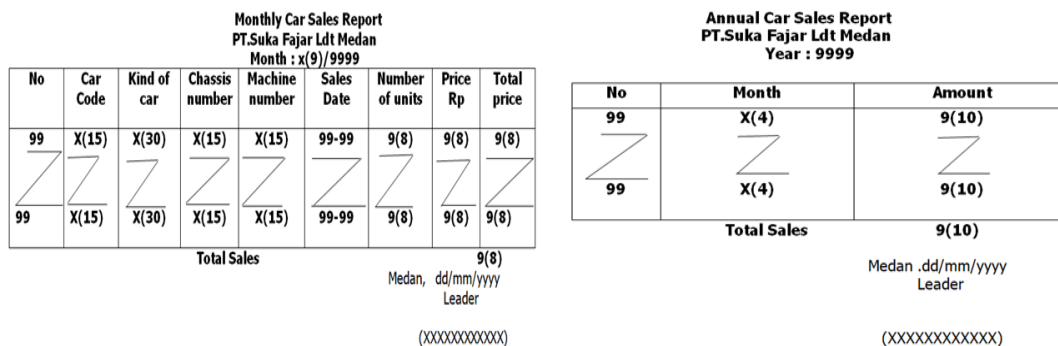 Monthly Car Sales Report
PT.Suka Fajar Ldt Medan
Month : x(9)/9999
No Car Code Kind of car Chassis number Machine number Sales Date Number of units Price Rp Total price
99 X(15) X(30) X(15) X(15) 99-99 9(8) 9(8) 9(8)
99 X(15) X(30) X(15) X(15) 99-99 9(8) 9(8) 9(8)
Total Sales 9(8)
Medan, dd/mm/yyyy
Leader
(XXXXXXXXXXXX)
Annual Car Sales Report
PT.Suka Fajar Ldt Medan
Year : 9999
No Month Amount
99 X(4) 9(10)
99 X(4) 9(10)
Total Sales 9(10)
Medan .dd/mm/yyyy
Leader
(XXXXXXXXXXXX)